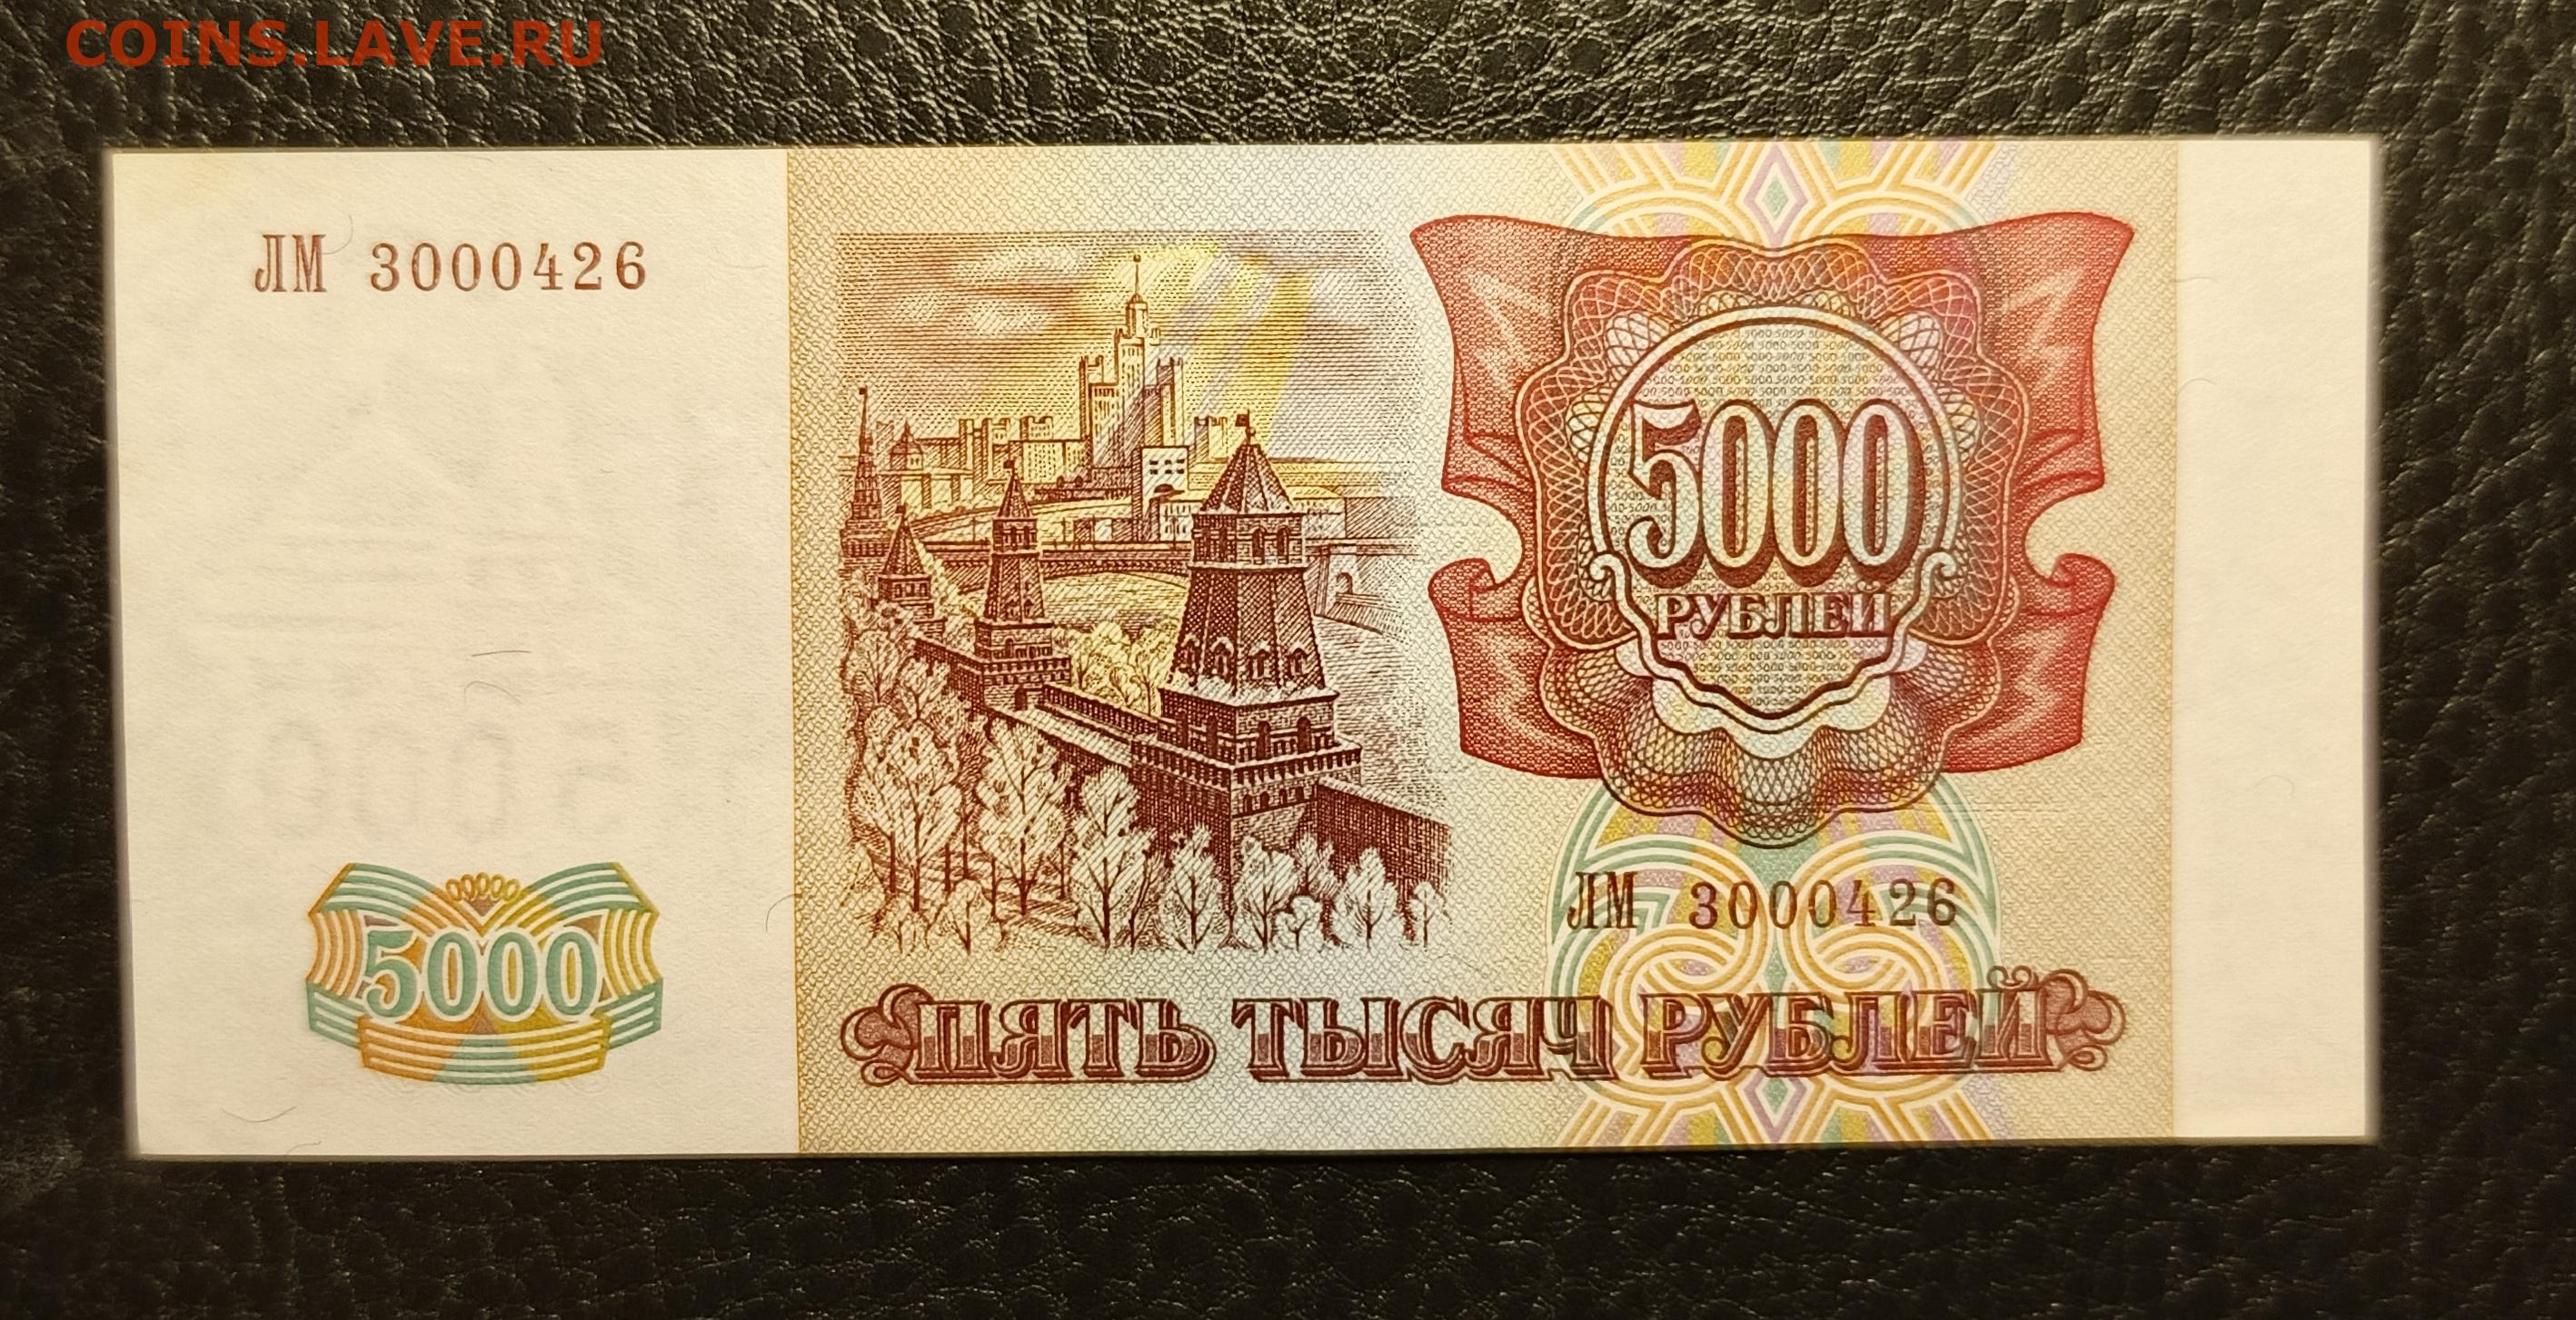 COINS.LAVE.RU
ЛМ 3000426
5000
РУБЛЕЙ
ЛМ 3000426
5000
ПЯТЬ ТЫСЯЧ РУБЛЕЙ